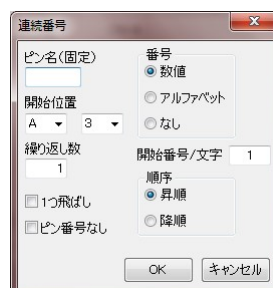 連続番号
ピン名(固定)
開始位置
A 3
繰り返し数
1
1つ飛ばし
ピン番号なし
番号
数値
アルファベット
なし
開始番号/文字 1
順序
昇順
降順
OK キャンセル